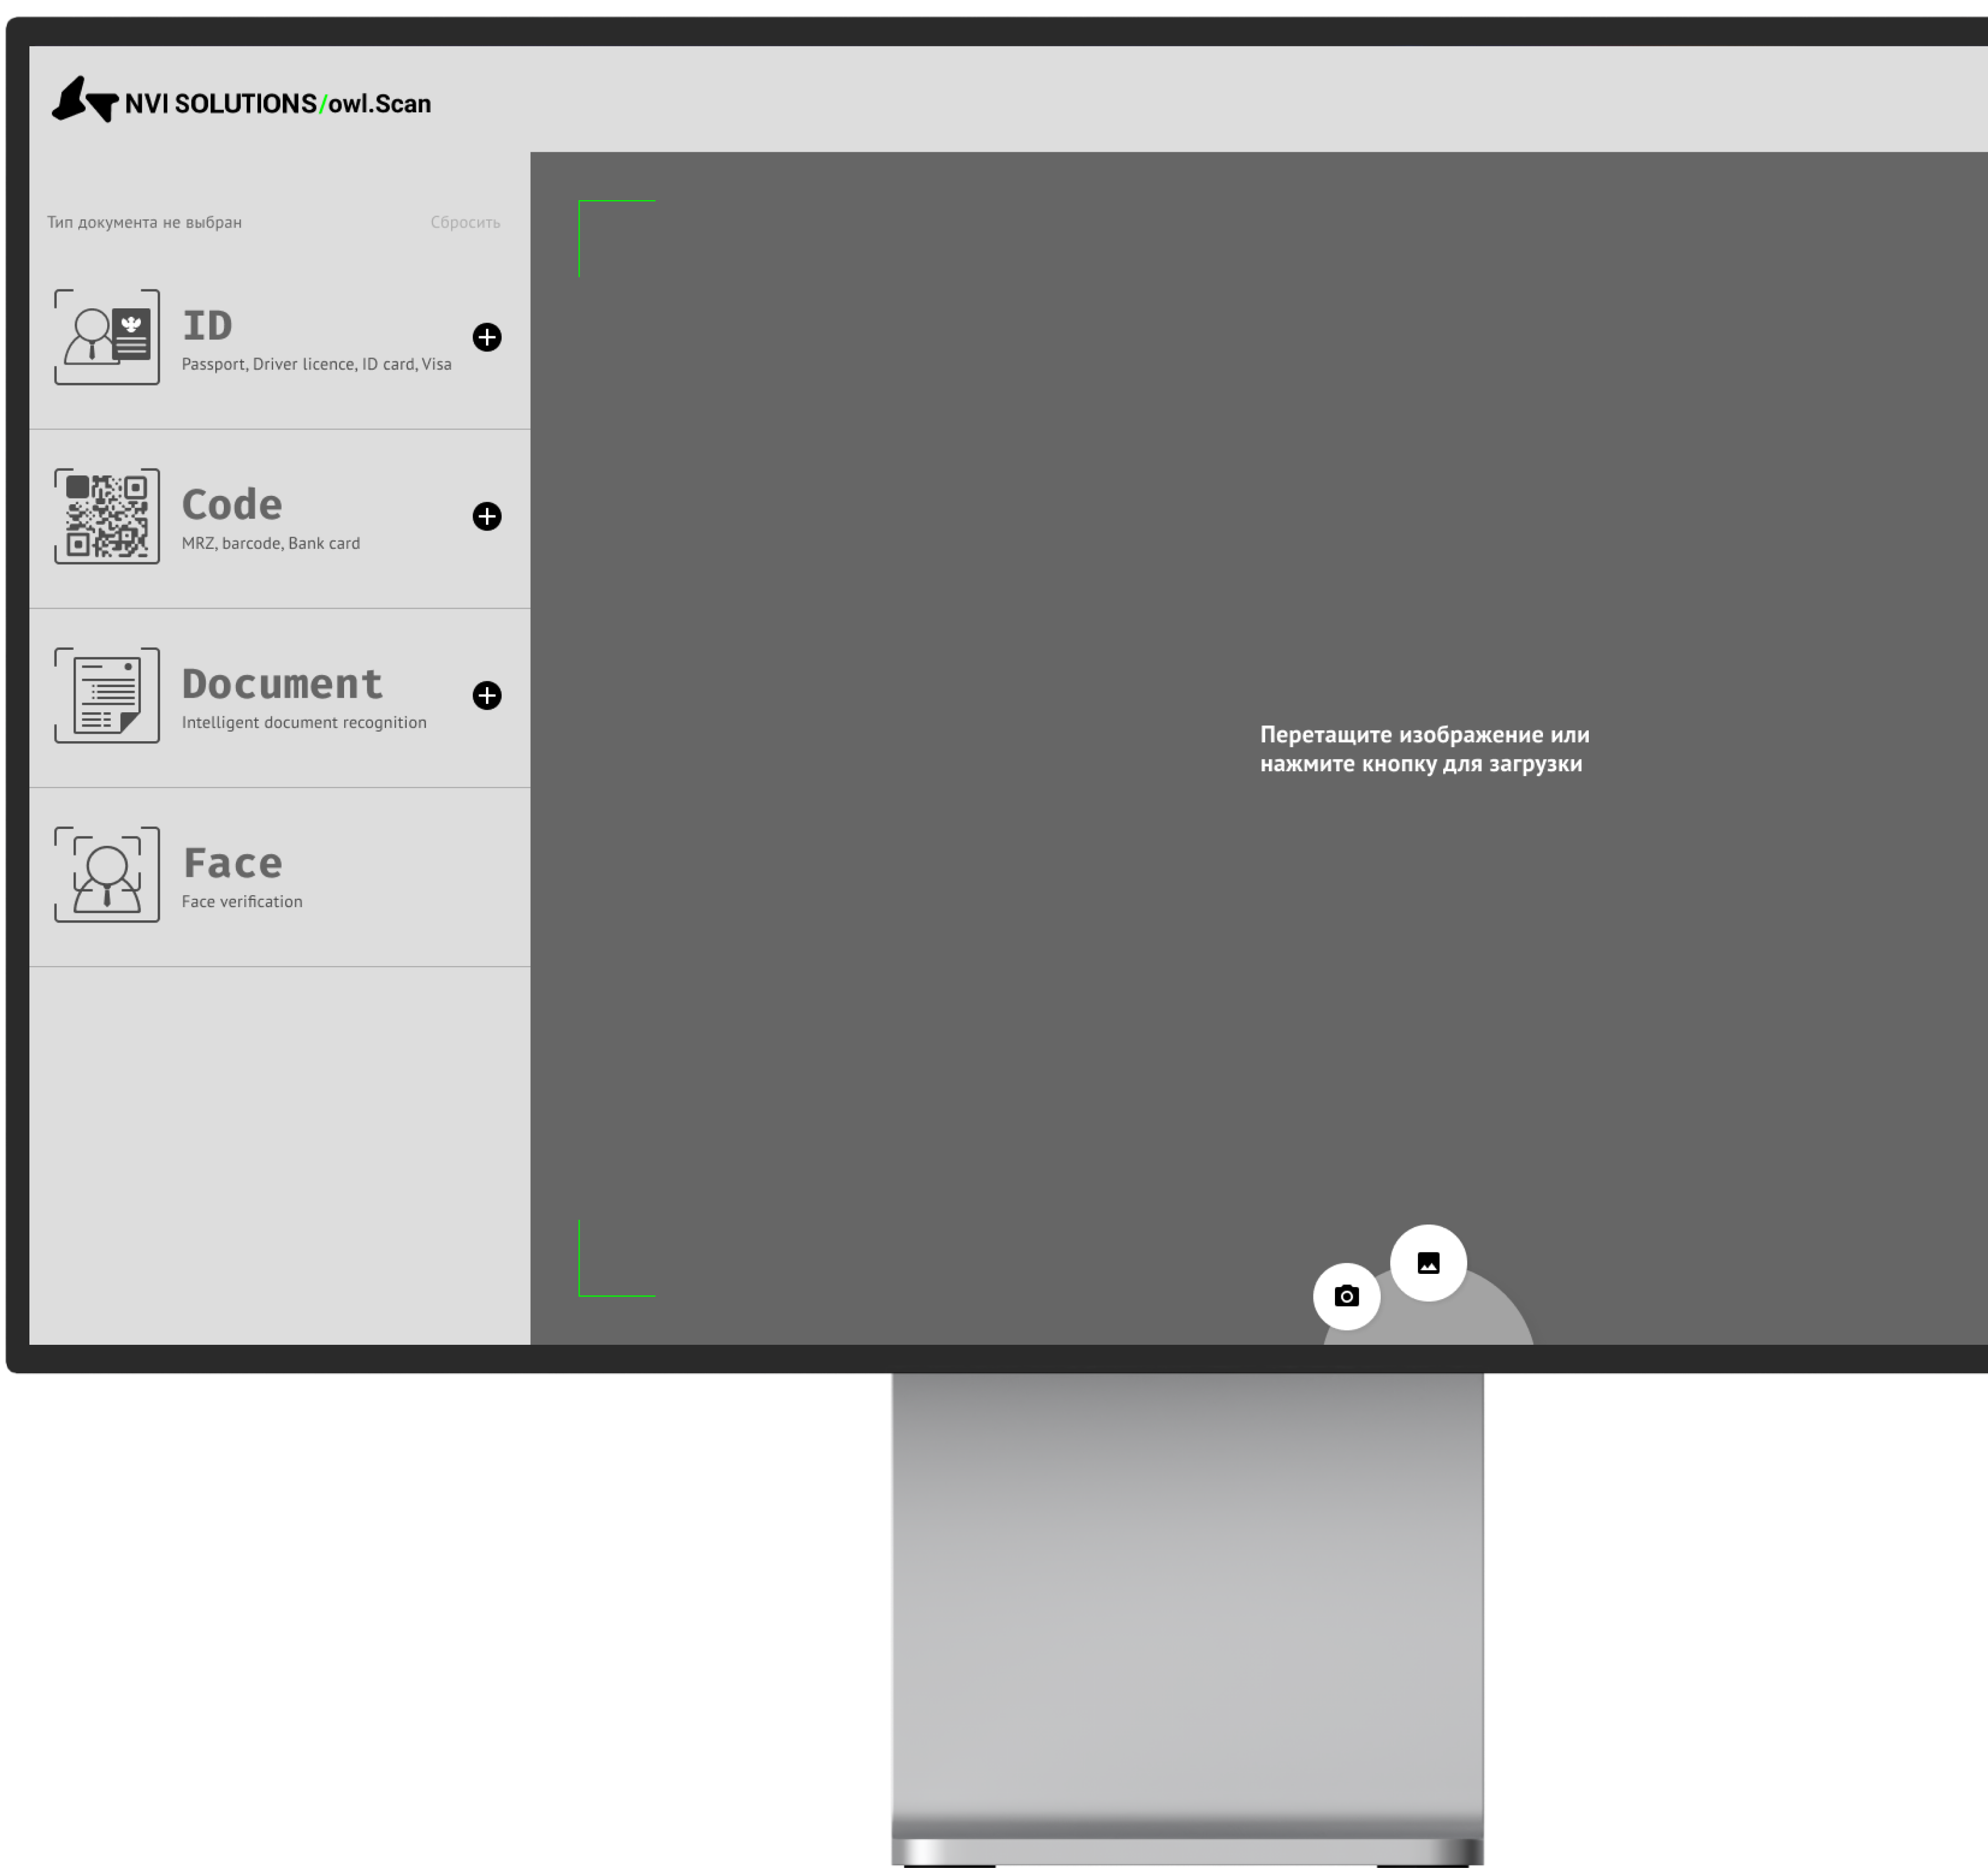 NVI SOLUTIONS/owl.Scan
Тип документа не выбран
Сбросить
ID
Passport, Driver licence, ID card, Visa
Code
MRZ, barcode, Bank card
Document
Intelligent document recognition
Face
Face verification
Перетащите изображение или
нажмите кнопку для загрузки